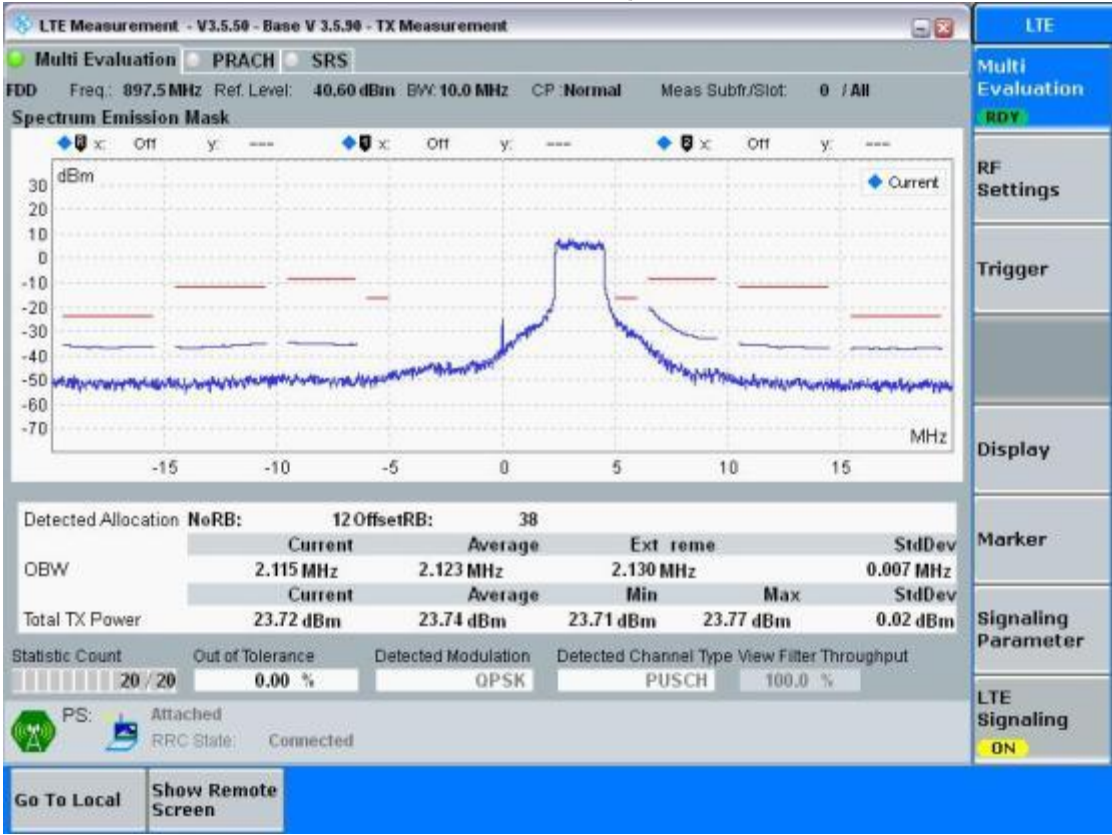 LTE Measurement - V3.5.50 - Base V 3.5.90 - TX Measurement
LTE
Multi Evaluation PRACH SRS
FDD Freq.: 897.5 MHz Ref. Level: 40.60 dBm BW: 10.0 MHz CP :Normal Meas Subfr./Slot: 0 / All
Spectrum Emission Mask
x: Off y: --- x: Off y: --- x: Off y: ---
dBm
Current
30
20
10
0
-10
-20
-30
-40
-50
-60
-70
MHz
-15 -10 -5 0 5 10 15
Detected Allocation NoRB: 12 OffsetRB: 38
Current Average Ext reme StdDev
OBW 2.115 MHz 2.123 MHz 2.130 MHz 0.007 MHz
Current Average Min Max StdDev
Total TX Power 23.72 dBm 23.74 dBm 23.71 dBm 23.77 dBm 0.02 dBm
Statistic Count Out of Tolerance Detected Modulation Detected Channel Type View Filter Throughput
20 / 20 0.00 % QPSK PUSCH 100.0 %
PS: Attached
RRC State: Connected
Multi
Evaluation
RDY
RF
Settings
Trigger
Display
Marker
Signaling
Parameter
LTE
Signaling
ON
Go To Local
Show Remote
Screen